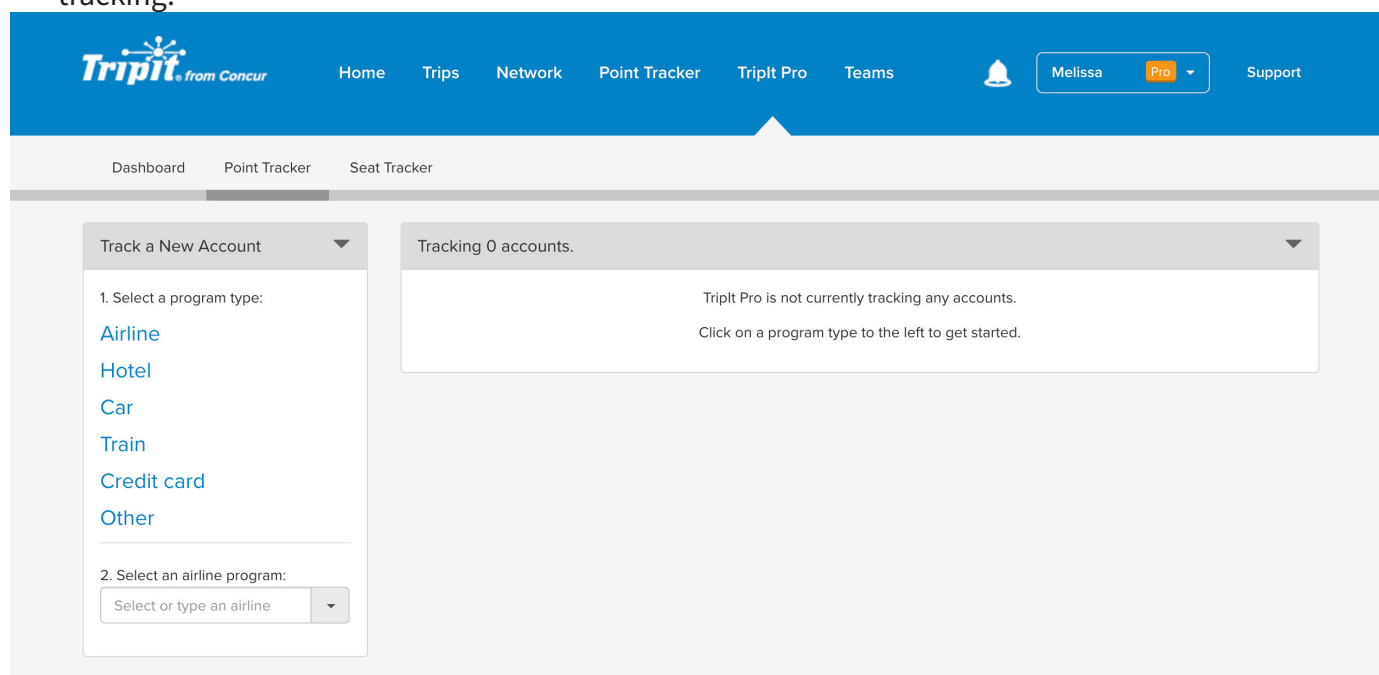 tracking.
TripIt® from Concur
Home Trips Network Point Tracker TripIt Pro Teams Melissa Pro Support
Dashboard Point Tracker Seat Tracker
Track a New Account
Tracking 0 accounts.
1. Select a program type:
Airline
Hotel
Car
Train
Credit card
Other
2. Select an airline program:
Select or type an airline
TripIt Pro is not currently tracking any accounts.
Click on a program type to the left to get started.